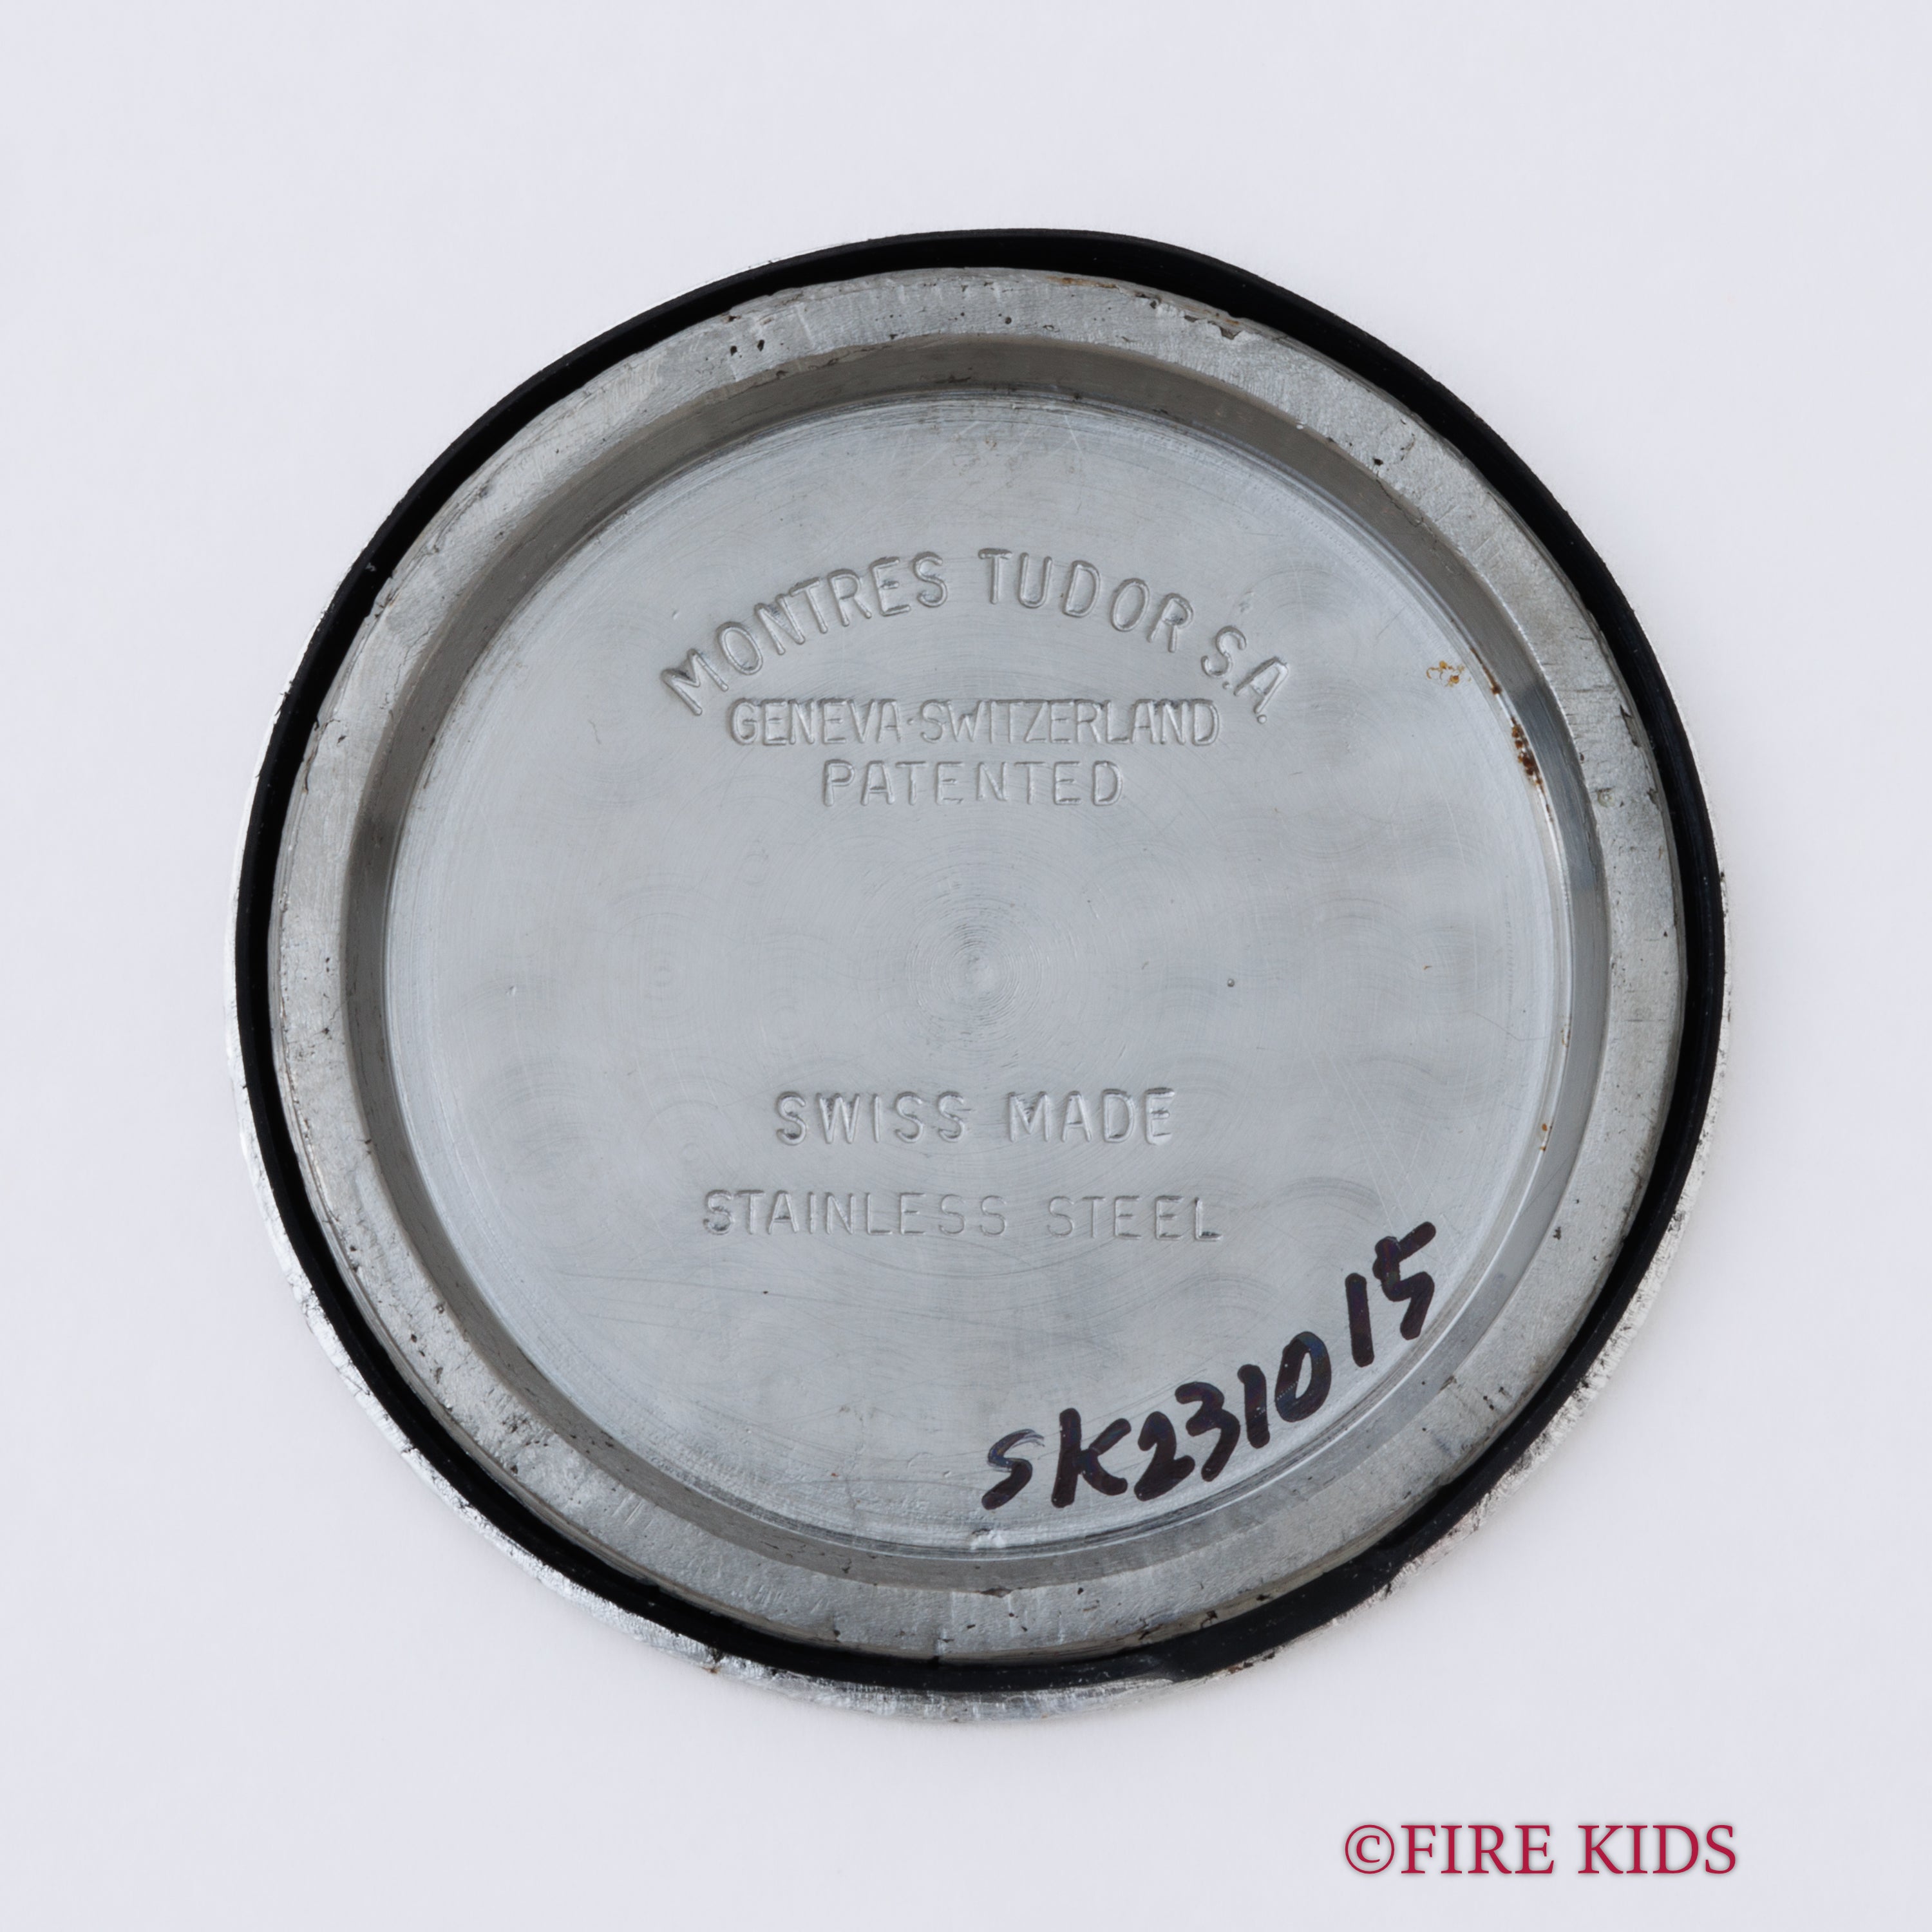 MONTRES TUDOR S.A.
GENEVA·SWITZERLAND
PATENTED
SWISS MADE
STAINLESS STEEL
SK231015
©FIRE KIDS